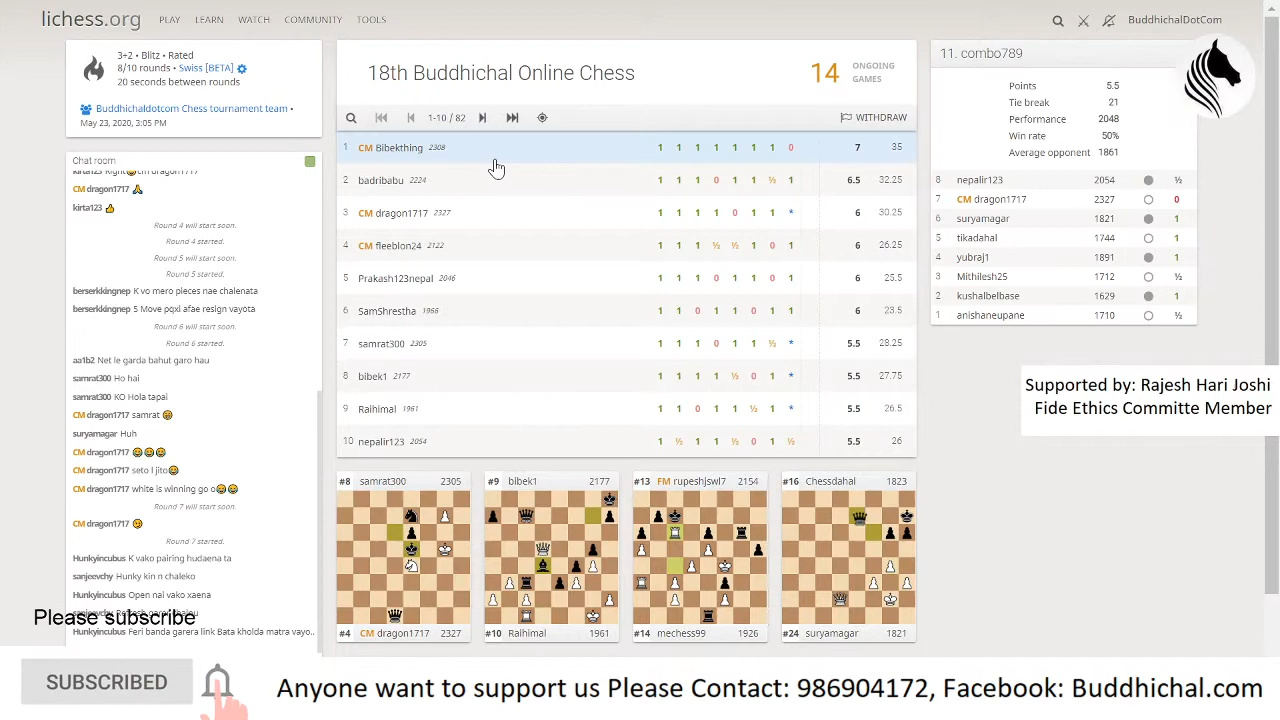 lichess.org PLAY LEARN WATCH COMMUNITY TOOLS BuddhichalDotCom
3+2 • Blitz • Rated
8/10 rounds • Swiss [BETA]
20 seconds between rounds
Buddhichaldotcom Chess tournament team •
May 23, 2020, 3:05 PM
Chat room
CM dragon1717
kirta123
Round 4 will start soon.
Round 4 started.
Round 5 will start soon.
Round 5 started.
berserkkingnep K vo mero pieces nae chalenata
berserkkingnep 5 Move pqxi afae resign vayota
Round 6 will start soon.
Round 6 started.
aa1b2 Net le garda bahut garo hau
samrat300 Ho hai
samrat300 KO Hola tapai
CM dragon1717 samrat
suryamagar Huh
CM dragon1717
CM dragon1717 seto l jito
CM dragon1717 white is winning go o
Round 7 will start soon.
CM dragon1717
Round 7 started.
Hunkyincubus K vako pairing hudaena ta
sanjeevchy Hunky kin n chaleko
Hunkyincubus Open nai vako xaena
Please subscribe
Hunkyincubus Feri banda garera link Bata kholda matra vayo..
18th Buddhichal Online Chess 14 ONGOING
GAMES
1-10 / 82 WITHDRAW
1 CM Bibekthing 2308 1 1 1 1 1 1 1 0 7 35
2 badribabu 2224 1 1 1 0 1 1 ½ 1 6.5 32.25
3 CM dragon1717 2327 1 1 1 1 0 1 1 * 6 30.25
4 CM fleeblon24 2122 1 1 1 ½ ½ 1 0 1 6 26.25
5 Prakash123nepal 2046 1 1 1 0 1 1 0 1 6 25.5
6 SamShrestha 1966 1 1 0 1 1 0 1 1 6 23.5
7 samrat300 2305 1 1 1 0 1 1 ½ * 5.5 28.25
8 bibek1 2177 1 1 1 1 ½ 0 1 * 5.5 27.75
9 Raihimal 1961 1 1 0 1 1 ½ 1 * 5.5 26.5
10 nepalir123 2054 1 ½ 1 1 ½ 0 1 ½ 5.5 26
#8 samrat300 2305
#4 CM dragon1717 2327
#9 bibek1 2177
#10 Raihimal 1961
#13 FM rupeshjswl7 2154
#14 mechess99 1926
#16 Chessdahal 1823
#24 suryamagar 1821
11. combo789
Points 5.5
Tie break 21
Performance 2048
Win rate 50%
Average opponent 1861
8 nepalir123 2054 ½
7 CM dragon1717 2327 0
6 suryamagar 1821 1
5 tikadahal 1744 1
4 yubraj1 1891 1
3 Mithilesh25 1712 ½
2 kushalbelbase 1629 1
1 anishaneupane 1710 ½
Supported by: Rajesh Hari Joshi
Fide Ethics Committe Member
SUBSCRIBED
Anyone want to support us Please Contact: 986904172, Facebook: Buddhichal.com